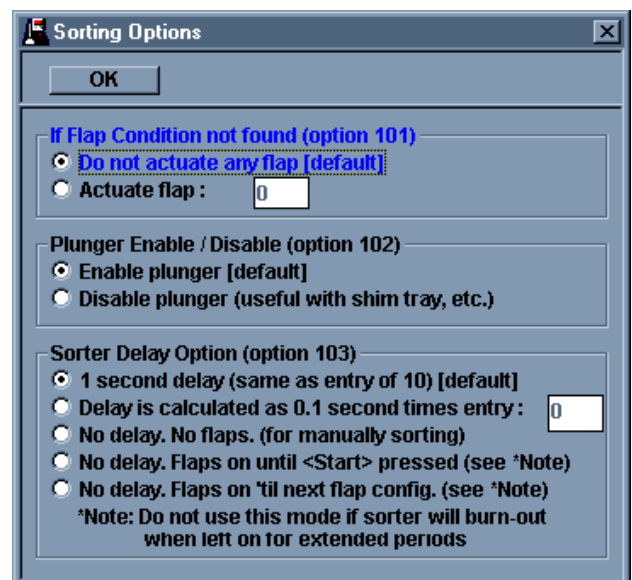 Sorting Options
OK
If Flap Condition not found (option 101)
Do not actuate any flap [default]
Actuate flap : 0
Plunger Enable / Disable (option 102)
Enable plunger [default]
Disable plunger (useful with shim tray, etc.)
Sorter Delay Option (option 103)
1 second delay (same as entry of 10) [default]
Delay is calculated as 0.1 second times entry : 0
No delay. No flaps. (for manually sorting)
No delay. Flaps on until <Start> pressed (see *Note)
No delay. Flaps on 'til next flap config. (see *Note)
*Note: Do not use this mode if sorter will burn-out
when left on for extended periods